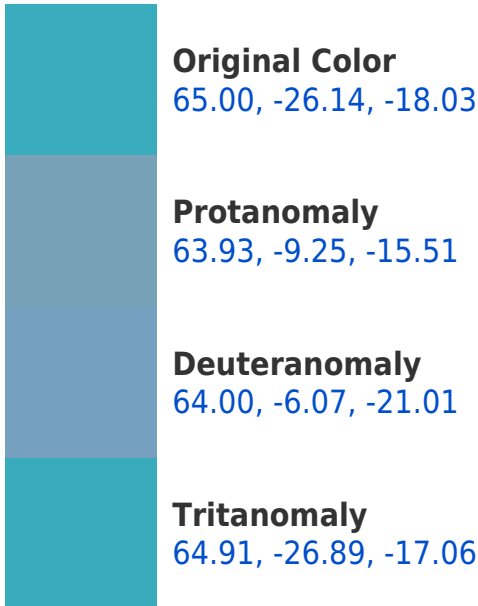 Original Color
65.00, -26.14, -18.03
Protanomaly
63.93, -9.25, -15.51
Deuteranomaly
64.00, -6.07, -21.01
Tritanomaly
64.91, -26.89, -17.06